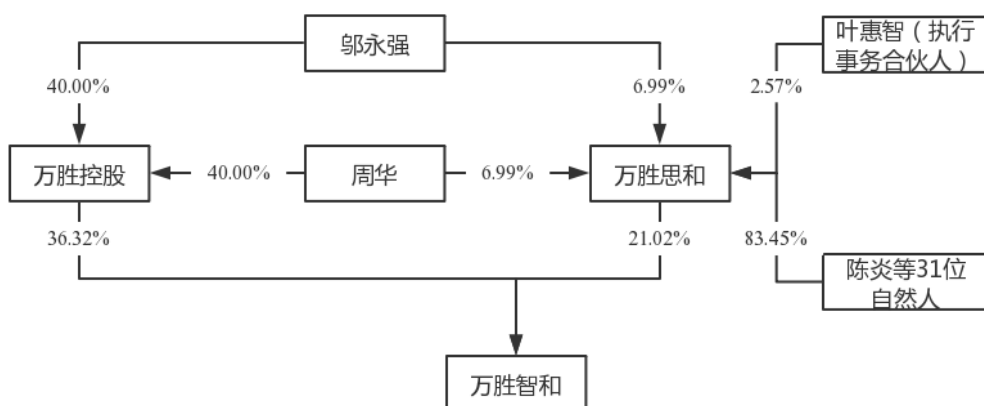 邬永强
叶惠智（执行
事务合伙人）
40.00%
6.99%
2.57%
万胜控股
40.00%
周华
6.99%
万胜思和
36.32%
21.02%
83.45%
陈炎等31位
自然人
万胜智和